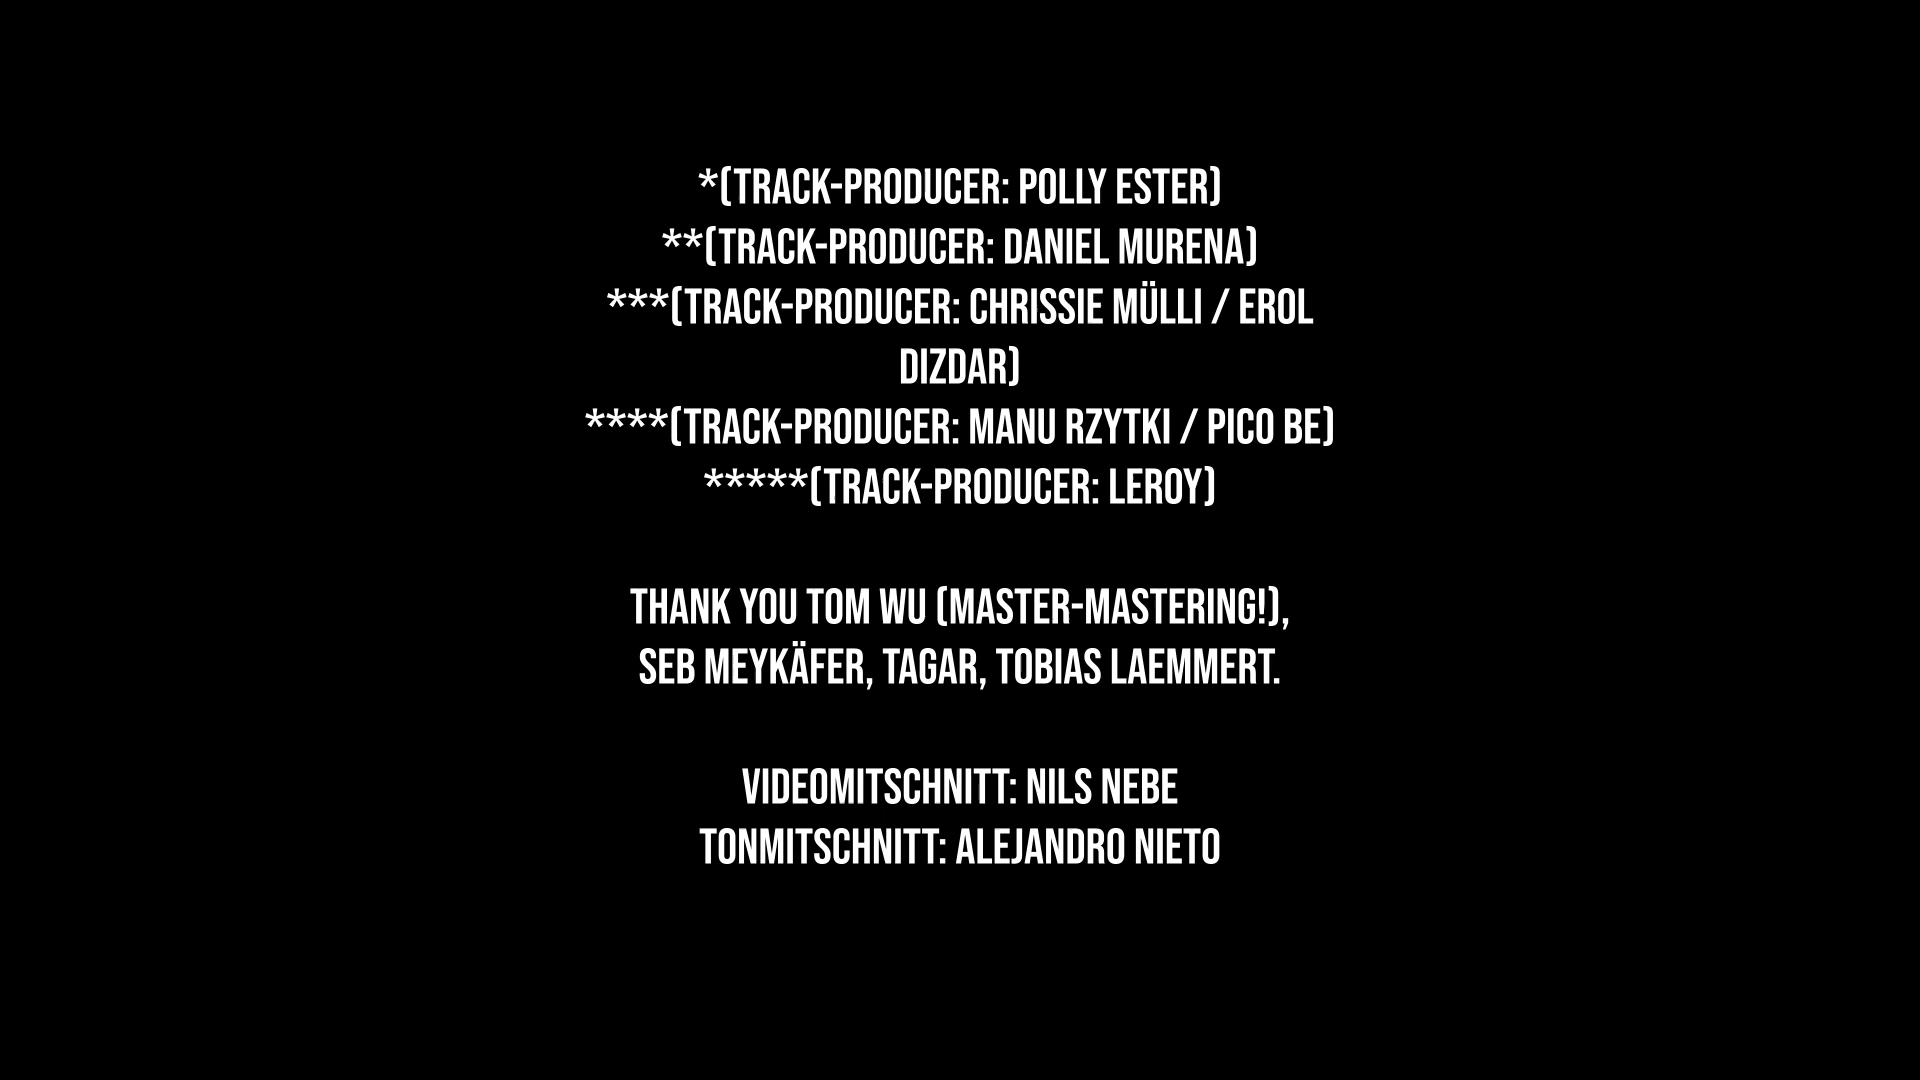 *(TRACK-PRODUCER: POLLY ESTER)
**(TRACK-PRODUCER: DANIEL MURENA)
***(TRACK-PRODUCER: CHRISSIE MÜLLI / EROL
DIZDAR)
****(TRACK-PRODUCER: MANU RZYTKI / PICO BE)
*****(TRACK-PRODUCER: LEROY)
THANK YOU TOM WU (MASTER-MASTERING!),
SEB MEYKÄFER, TAGAR, TOBIAS LAEMMERT.
VIDEOMITSCHNITT: NILS NEBE
TONMITSCHNITT: ALEJANDRO NIETO